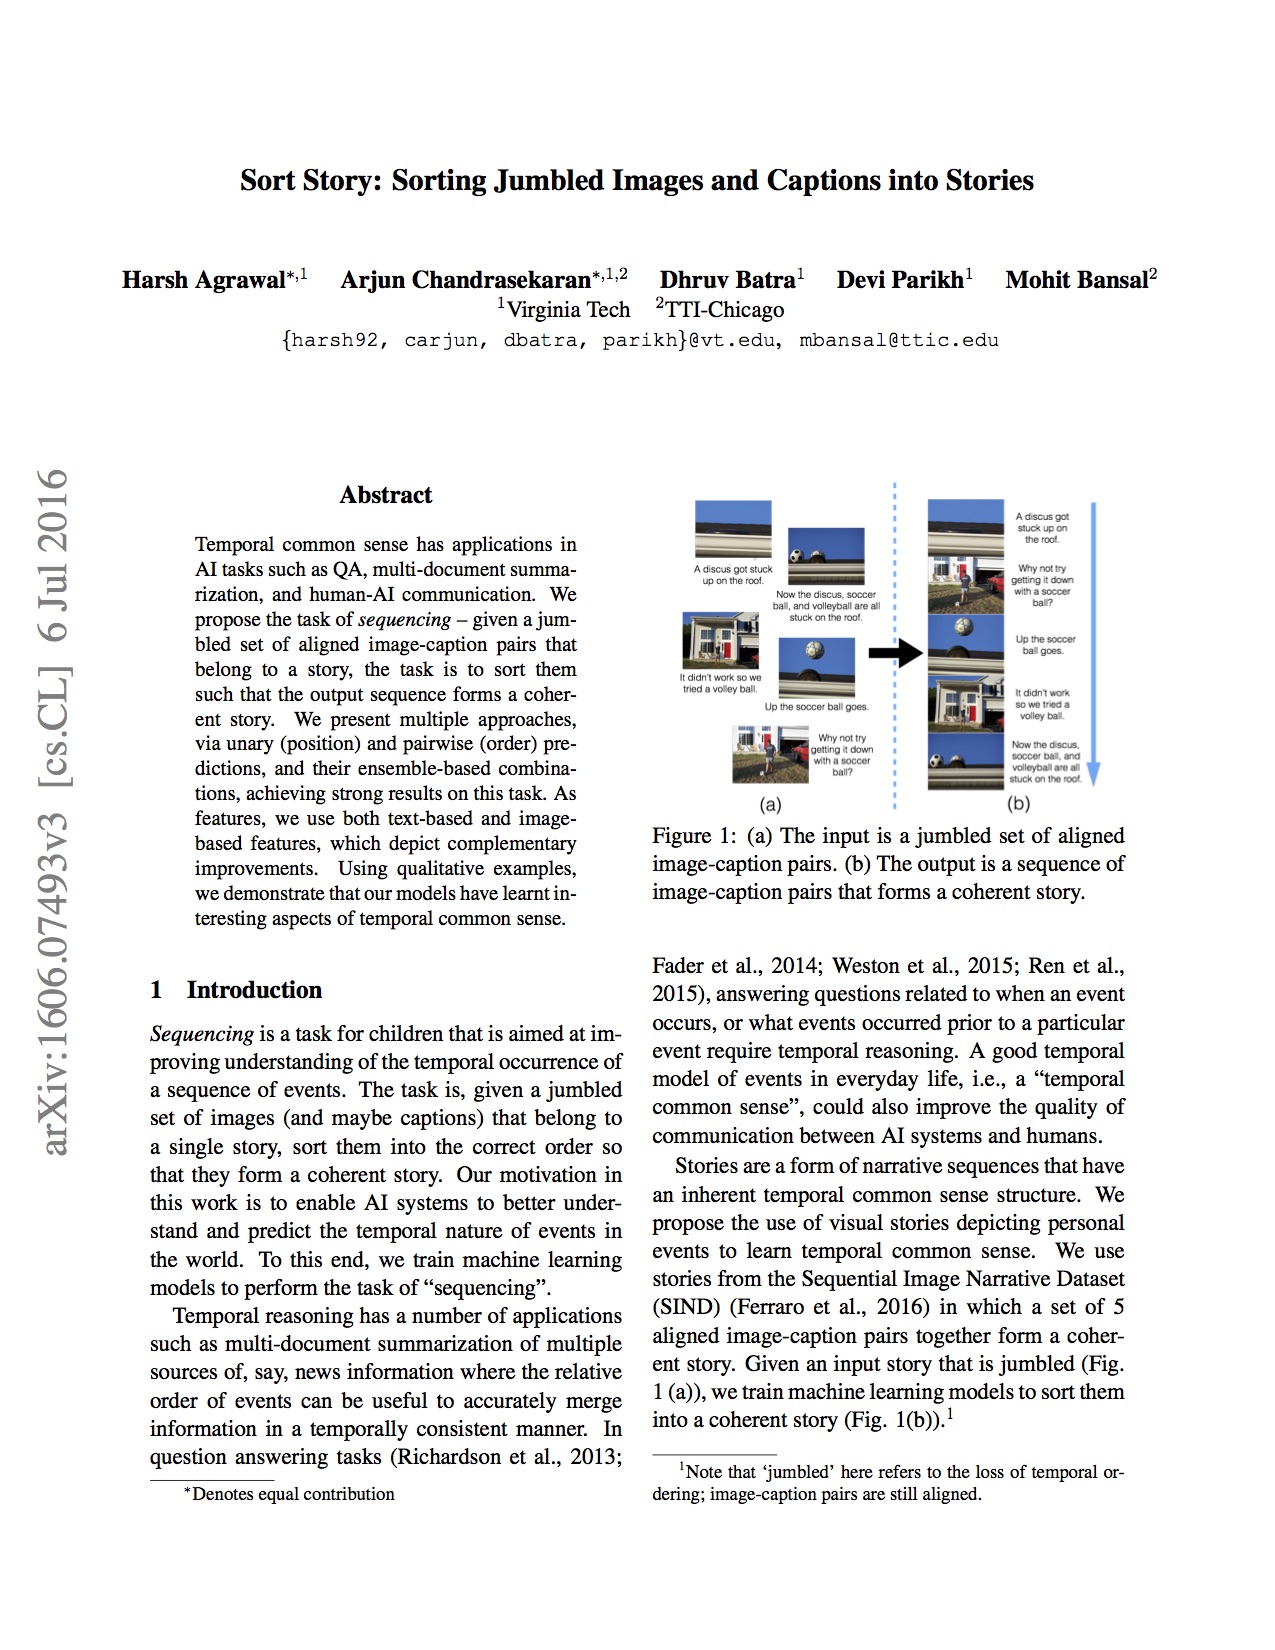 Sort Story: Sorting Jumbled Images and Captions into Stories
Harsh Agrawal*,1 Arjun Chandrasekaran*,1,2 Dhruv Batra1 Devi Parikh1 Mohit Bansal2
1Virginia Tech 2TTI-Chicago
{harsh92, carjun, dbatra, parikh}@vt.edu, mbansal@ttic.edu
arXiv:1606.07493v3 [cs.CL] 6 Jul 2016
Abstract
Temporal common sense has applications in
AI tasks such as QA, multi-document summa-
rization, and human-AI communication. We
propose the task of sequencing – given a jum-
bled set of aligned image-caption pairs that
belong to a story, the task is to sort them
such that the output sequence forms a coher-
ent story. We present multiple approaches,
via unary (position) and pairwise (order) pre-
dictions, and their ensemble-based combina-
tions, achieving strong results on this task. As
features, we use both text-based and image-
based features, which depict complementary
improvements. Using qualitative examples,
we demonstrate that our models have learnt in-
teresting aspects of temporal common sense.
1 Introduction
Sequencing is a task for children that is aimed at im-
proving understanding of the temporal occurrence of
a sequence of events. The task is, given a jumbled
set of images (and maybe captions) that belong to
a single story, sort them into the correct order so
that they form a coherent story. Our motivation in
this work is to enable AI systems to better under-
stand and predict the temporal nature of events in
the world. To this end, we train machine learning
models to perform the task of “sequencing”.
Temporal reasoning has a number of applications
such as multi-document summarization of multiple
sources of, say, news information where the relative
order of events can be useful to accurately merge
information in a temporally consistent manner. In
question answering tasks (Richardson et al., 2013;
*Denotes equal contribution
A discus got stuck
up on the roof.
Now the discus, soccer
ball, and volleyball are all
stuck on the roof.
It didn't work so we
tried a volley ball.
Up the soccer ball goes.
Why not try
getting it down
with a soccer
ball?
(a)
A discus got
stuck up on
the roof.
Why not try
getting it down
with a soccer
ball?
Up the soccer
ball goes.
It didn't work
so we tried a
volley ball.
Now the discus,
soccer ball, and
volleyball are all
stuck on the roof.
(b)
Figure 1: (a) The input is a jumbled set of aligned
image-caption pairs. (b) The output is a sequence of
image-caption pairs that forms a coherent story.
Fader et al., 2014; Weston et al., 2015; Ren et al.,
2015), answering questions related to when an event
occurs, or what events occurred prior to a particular
event require temporal reasoning. A good temporal
model of events in everyday life, i.e., a “temporal
common sense”, could also improve the quality of
communication between AI systems and humans.
Stories are a form of narrative sequences that have
an inherent temporal common sense structure. We
propose the use of visual stories depicting personal
events to learn temporal common sense. We use
stories from the Sequential Image Narrative Dataset
(SIND) (Ferraro et al., 2016) in which a set of 5
aligned image-caption pairs together form a coher-
ent story. Given an input story that is jumbled (Fig.
1 (a)), we train machine learning models to sort them
into a coherent story (Fig. 1(b)).1
1Note that ‘jumbled’ here refers to the loss of temporal or-
dering; image-caption pairs are still aligned.